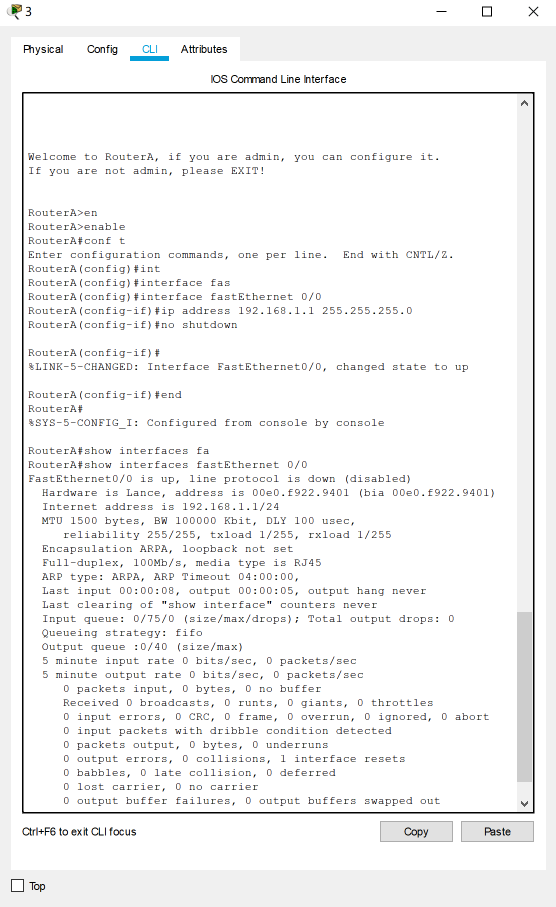 3
Physical Config CLI Attributes
IOS Command Line Interface
Welcome to RouterA, if you are admin, you can configure it.
If you are not admin, please EXIT!
RouterA>en
RouterA>enable
RouterA#conf t
Enter configuration commands, one per line.  End with CNTL/Z.
RouterA(config)#int
RouterA(config)#interface fas
RouterA(config)#interface fastEthernet 0/0
RouterA(config-if)#ip address 192.168.1.1 255.255.255.0
RouterA(config-if)#no shutdown
RouterA(config-if)#
%LINK-5-CHANGED: Interface FastEthernet0/0, changed state to up
RouterA(config-if)#end
RouterA#
%SYS-5-CONFIG_I: Configured from console by console
RouterA#show interfaces fa
RouterA#show interfaces fastEthernet 0/0
FastEthernet0/0 is up, line protocol is down (disabled)
  Hardware is Lance, address is 00e0.f922.9401 (bia 00e0.f922.9401)
  Internet address is 192.168.1.1/24
  MTU 1500 bytes, BW 100000 Kbit, DLY 100 usec,
     reliability 255/255, txload 1/255, rxload 1/255
  Encapsulation ARPA, loopback not set
  Full-duplex, 100Mb/s, media type is RJ45
  ARP type: ARPA, ARP Timeout 04:00:00,
  Last input 00:00:08, output 00:00:05, output hang never
  Last clearing of "show interface" counters never
  Input queue: 0/75/0 (size/max/drops); Total output drops: 0
  Queueing strategy: fifo
  Output queue :0/40 (size/max)
  5 minute input rate 0 bits/sec, 0 packets/sec
  5 minute output rate 0 bits/sec, 0 packets/sec
     0 packets input, 0 bytes, 0 no buffer
     Received 0 broadcasts, 0 runts, 0 giants, 0 throttles
     0 input errors, 0 CRC, 0 frame, 0 overrun, 0 ignored, 0 abort
     0 input packets with dribble condition detected
     0 packets output, 0 bytes, 0 underruns
     0 output errors, 0 collisions, 1 interface resets
     0 babbles, 0 late collision, 0 deferred
     0 lost carrier, 0 no carrier
     0 output buffer failures, 0 output buffers swapped out
Ctrl+F6 to exit CLI focus Copy Paste
Top